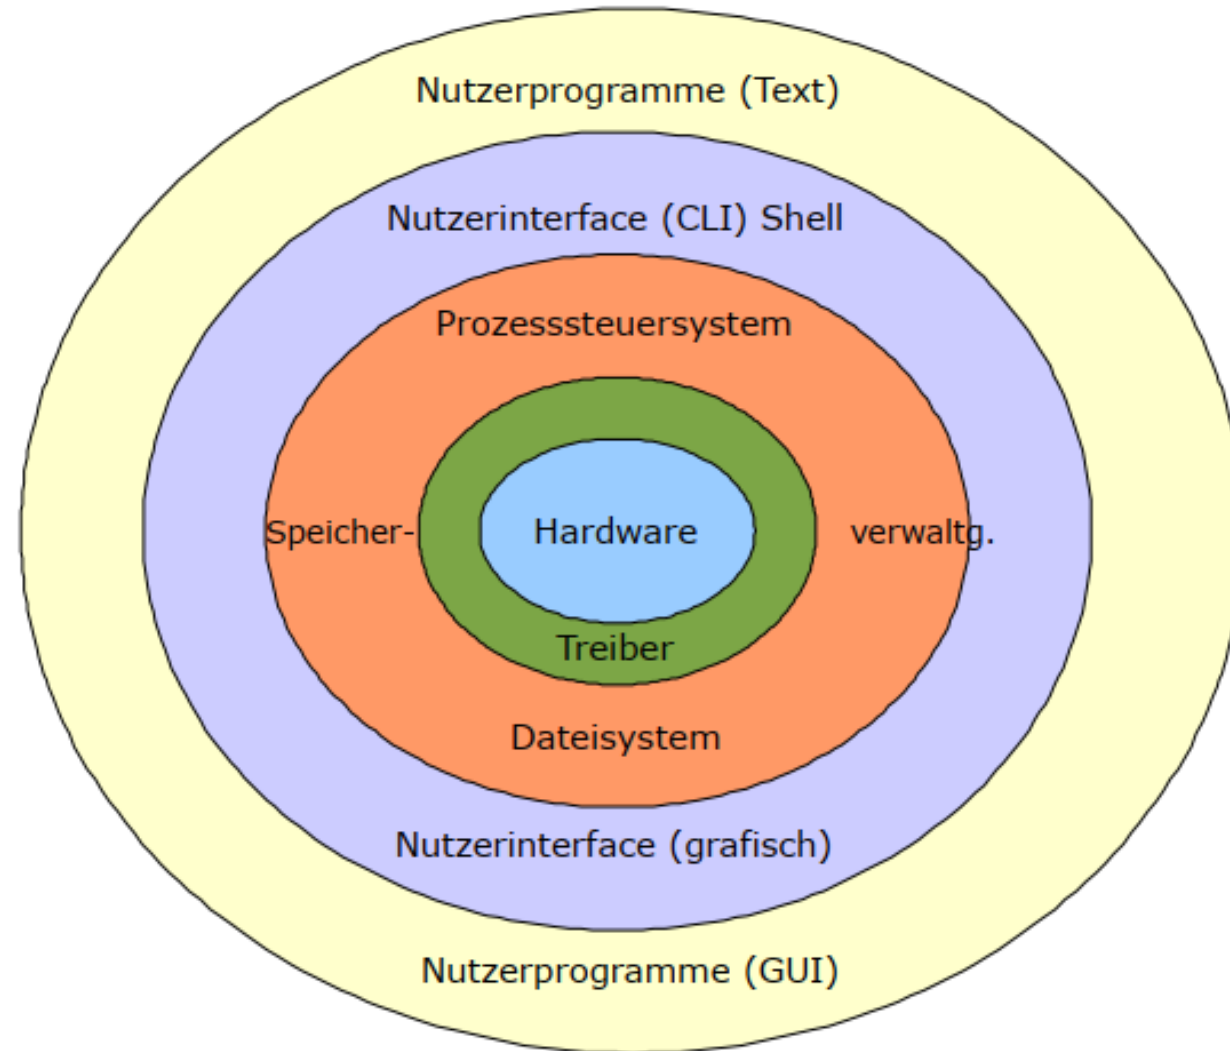 Nutzerprogramme (Text)
Nutzerinterface (CLI) Shell
Prozesssteuersystem
Speicher- Hardware verwaltg.
Treiber
Dateisystem
Nutzerinterface (grafisch)
Nutzerprogramme (GUI)